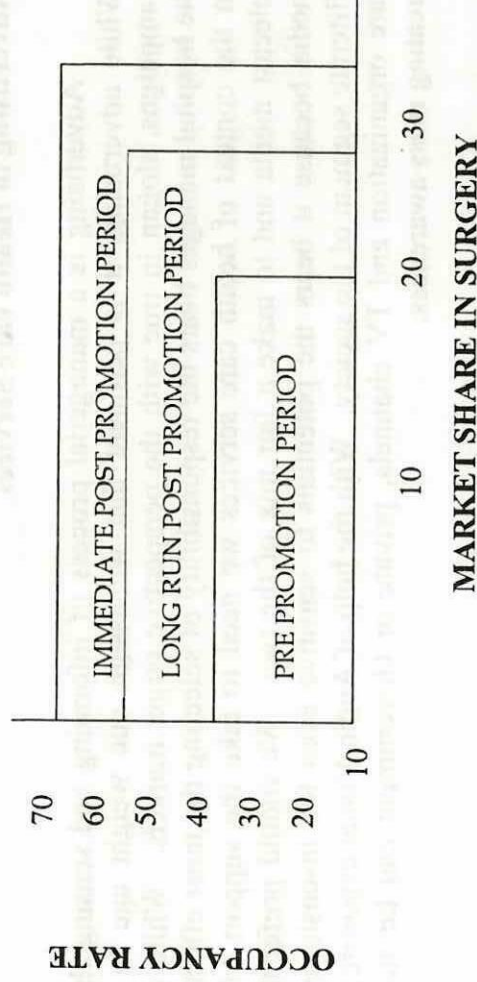 OCCUPANCY RATE
70
60
50
40
30
20
10
IMMEDIATE POST PROMOTION PERIOD
LONG RUN POST PROMOTION PERIOD
PRE PROMOTION PERIOD
10 20 30
MARKET SHARE IN SURGERY